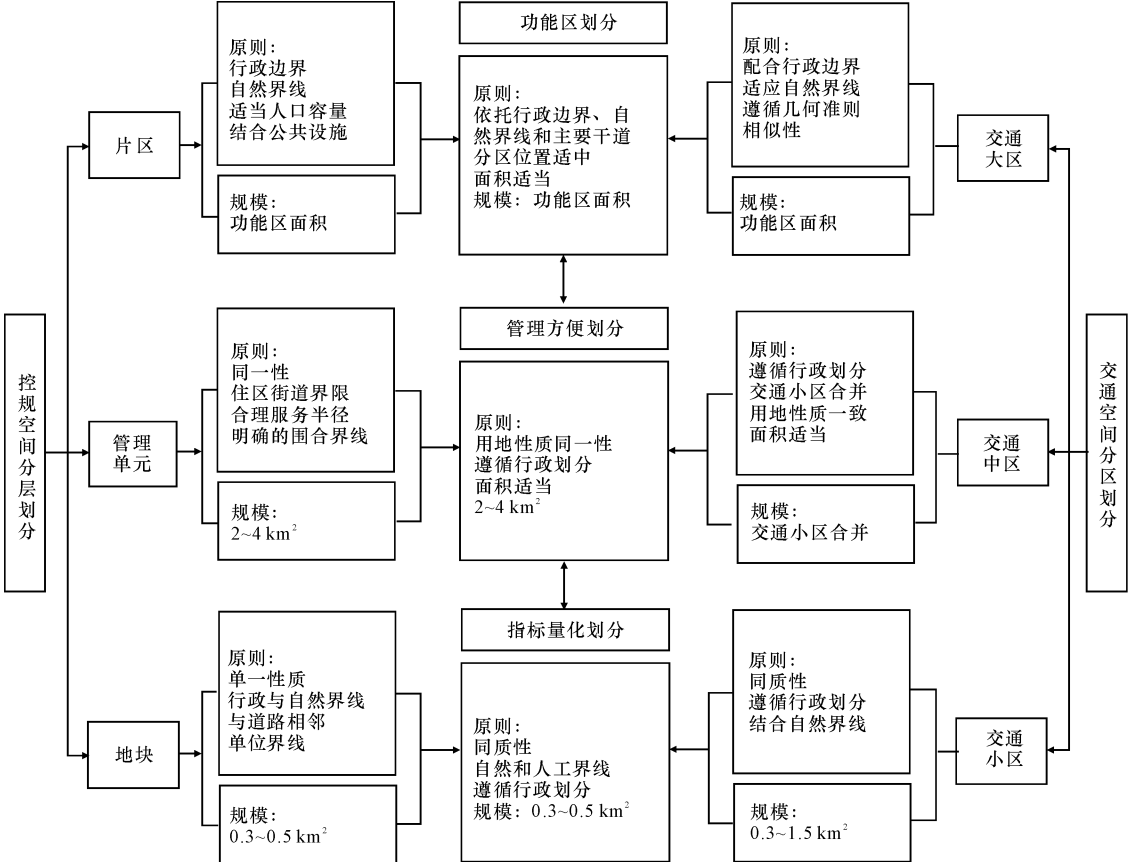 控规空间分层划分
片区
原则：
行政边界
自然界线
适当人口容量
结合公共设施
规模：
功能区面积
功能区划分
原则：
依托行政边界、自
然界线和主要干道
分区位置适中
面积适当
规模：功能区面积
原则：
配合行政边界
适应自然界线
遵循几何准则
相似性
规模：
功能区面积
交通
大区
管理
单元
原则：
同一性
住区街道界限
合理服务半径
明确的围合界线
规模：
2~4 km²
管理方便划分
原则：
用地性质同一性
遵循行政划分
面积适当
2~4 km²
原则：
遵循行政划分
交通小区合并
用地性质一致
面积适当
规模：
交通小区合并
交通
中区
地块
原则：
单一性质
行政与自然界线
与道路相邻
单位界线
规模：
0.3~0.5 km²
指标量化划分
原则：
同质性
自然和人工界线
遵循行政划分
规模：0.3~0.5 km²
原则：
同质性
遵循行政划分
结合自然界线
规模：
0.3~1.5 km²
交通
小区
交通空间分区划分